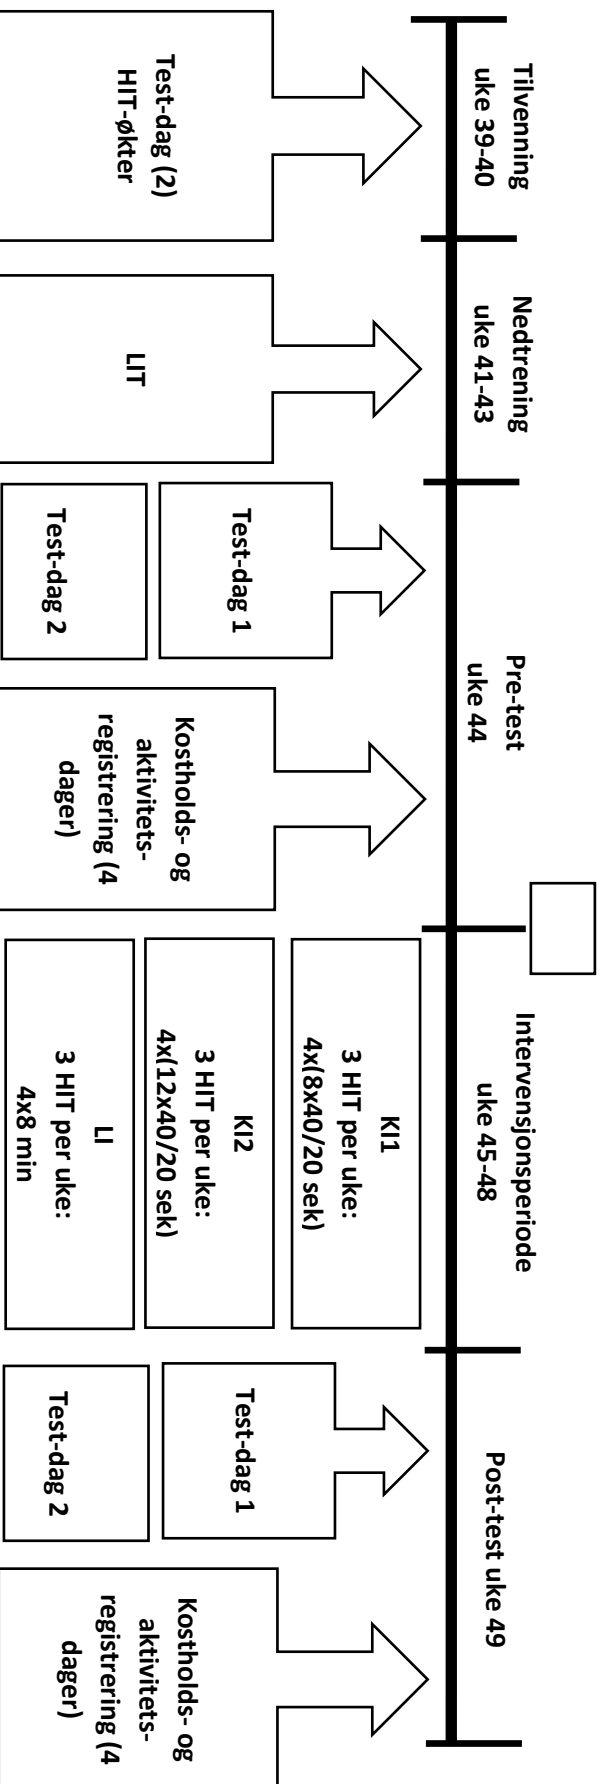 Tilvenning
uke 39-40
Nedtrening
uke 41-43
Pre-test
uke 44
Intervensjonsperiode
uke 45-48
Post-test uke 49
Test-dag (2)
HIT-økter
LIT
Test-dag 1
Test-dag 2
Kostholds- og
aktivitets-
registrering (4
dager)
KI1
3 HIT per uke:
4x(8x40/20 sek)
KI2
3 HIT per uke:
4x(12x40/20 sek)
LI
3 HIT per uke:
4x8 min
Test-dag 1
Test-dag 2
Kostholds- og
aktivitets-
registrering (4
dager)